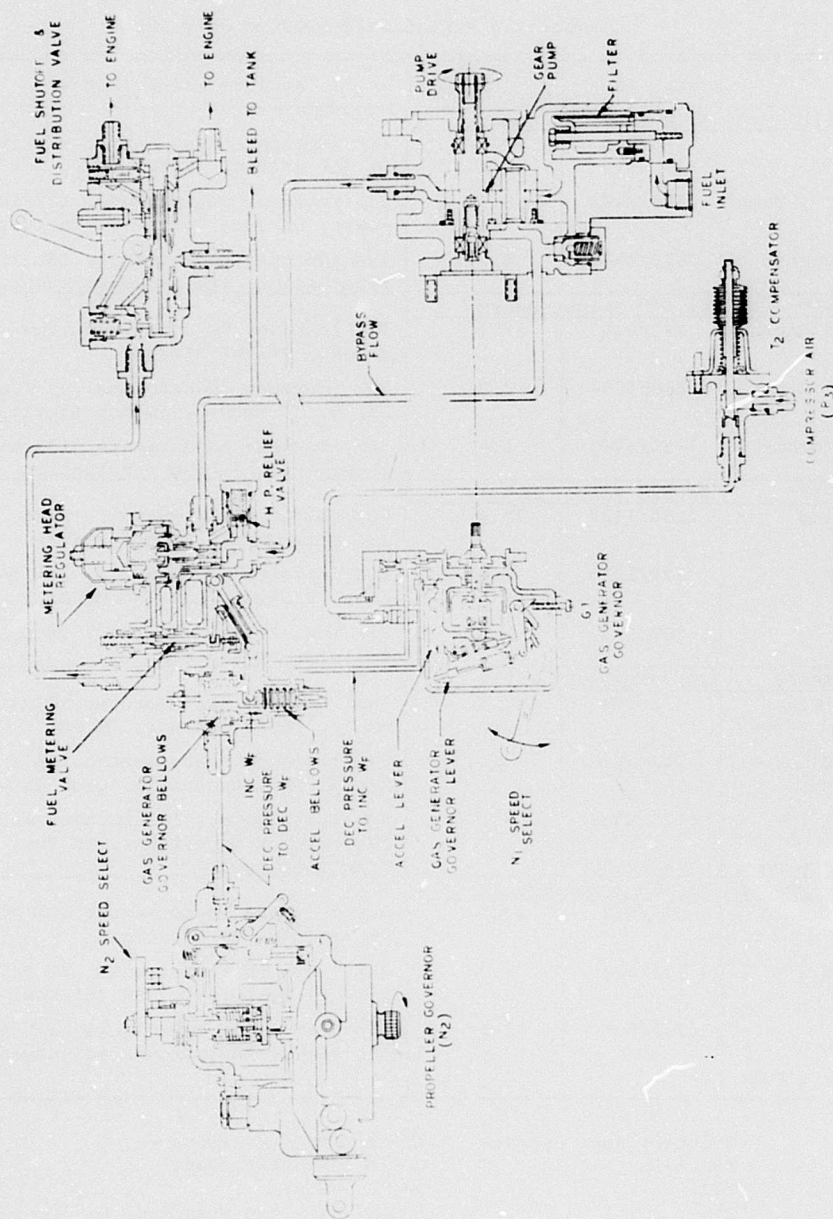 FUEL SHUTOFF &
DISTRIBUTION VALVE
TO ENGINE
TO ENGINE
BLEED TO TANK
PUMP
DRIVE
GEAR
PUMP
FILTER
FUEL
INLET
BYPASS
FLOW
T2 COMPENSATOR
COMPRESSOR AIR
(P3)
METERING HEAD
REGULATOR
H.P. RELIEF
VALVE
FUEL METERING
VALVE
GAS GENERATOR
GOVERNOR BELLOWS
INC WF
DEC PRESSURE
TO DEC WF
ACCEL BELLOWS
DEC PRESSURE
TO INC WF
ACCEL LEVER
GAS GENERATOR
GOVERNOR LEVER
N1 SPEED
SELECT
G1
GAS GENERATOR
GOVERNOR
N2 SPEED SELECT
PROPELLER GOVERNOR
(N2)